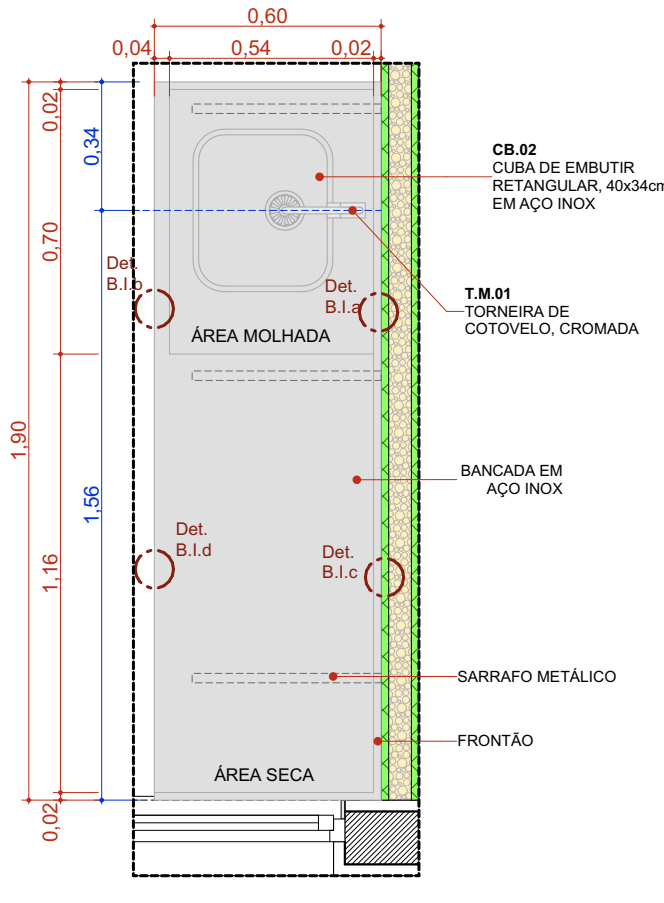 0,60
0,04
0,54
0,02
0,02
0,34
0,70
1,90
1,56
1,16
0,02
CB.02
CUBA DE EMBUTIR
RETANGULAR, 40x34cm
EM AÇO INOX
T.M.01
TORNEIRA DE
COTOVELO, CROMADA
Det.
B.I.b
Det.
B.I.a
ÁREA MOLHADA
BANCADA EM
AÇO INOX
Det.
B.I.d
Det.
B.I.c
SARRAFO METÁLICO
FRONTÃO
ÁREA SECA